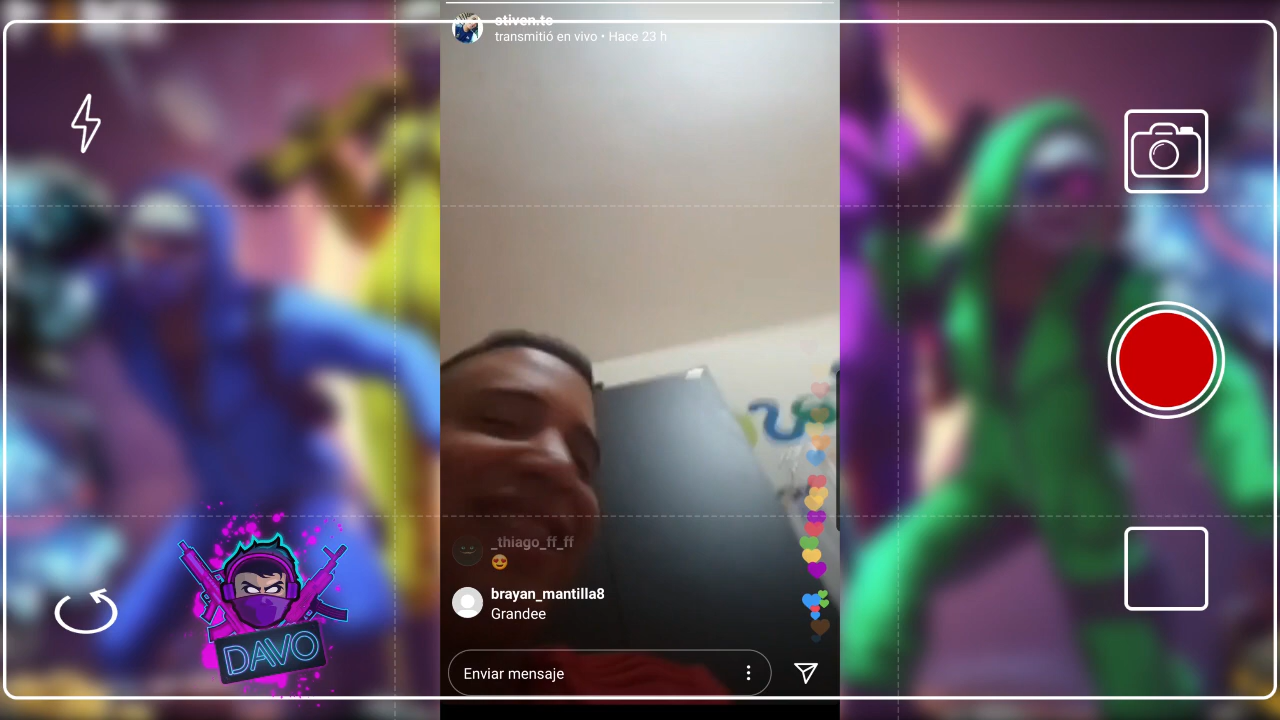 stiven.tc
transmitió en vivo • Hace 23 h
_thiago_ff_ff
😍
brayan_mantilla8
Grandee
Enviar mensaje
DAVO